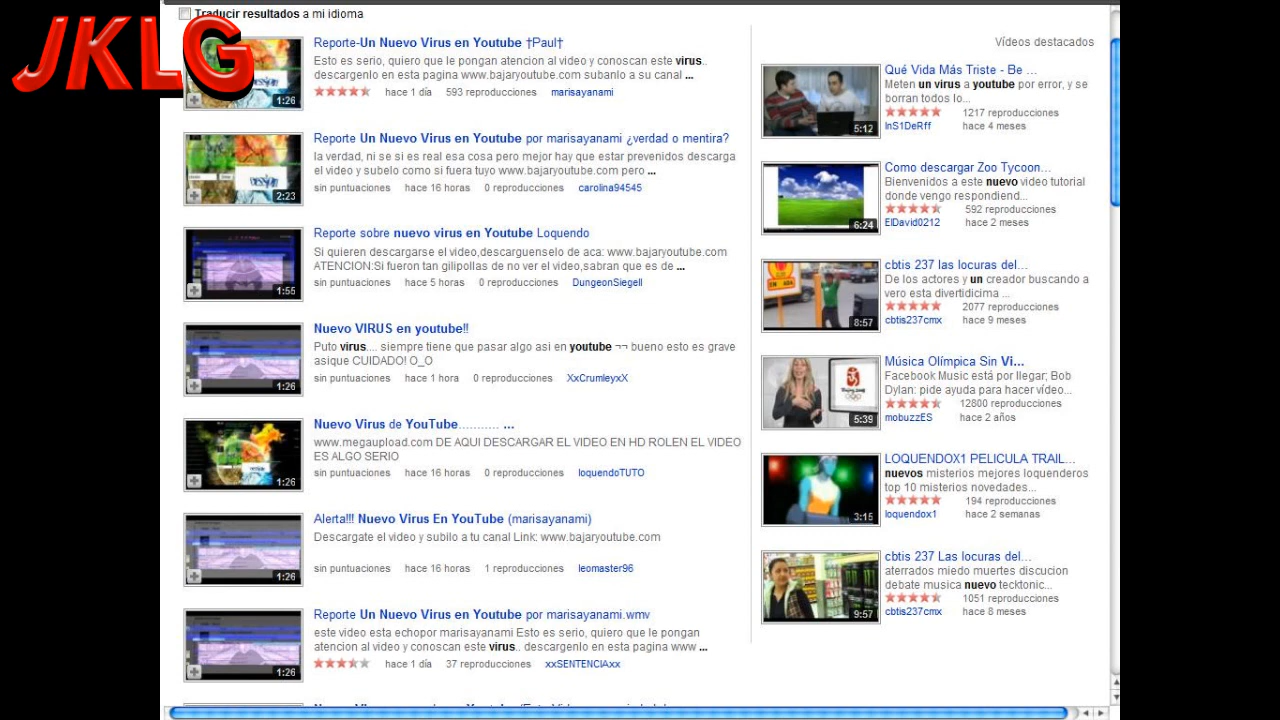 Traducir resultados a mi idioma
JKLG
Reporte-Un Nuevo Virus en Youtube †Paul†
Esto es serio, quiero que le pongan atencion al video y conoscan este virus..
descargenlo en esta pagina www.bajaryoutube.com subanlo a su canal ...
hace 1 día 593 reproducciones marisayanami
1:26
Reporte Un Nuevo Virus en Youtube por marisayanami ¿verdad o mentira?
la verdad, ni se si es real esa cosa pero mejor hay que estar prevenidos descarga
el video y subelo como si fuera tuyo www.bajaryoutube.com pero ...
sin puntuaciones hace 16 horas 0 reproducciones carolina94545
2:23
Reporte sobre nuevo virus en Youtube Loquendo
Si quieren descargarse el video,descarguenselo de aca: www.bajaryoutube.com
ATENCION:Si fueron tan gilipollas de no ver el video,sabran que es de ...
sin puntuaciones hace 5 horas 0 reproducciones DungeonSiegell
1:55
Nuevo VIRUS en youtube!!
Puto virus.... siempre tiene que pasar algo asi en youtube ¬¬ bueno esto es grave
asique CUIDADO! O_O
sin puntuaciones hace 1 hora 0 reproducciones XxCrumleyxX
1:26
Nuevo Virus de YouTube.......... ...
www.megaupload.com DE AQUI DESCARGAR EL VIDEO EN HD ROLEN EL VIDEO
ES ALGO SERIO
sin puntuaciones hace 16 horas 0 reproducciones loquendoTUTO
1:26
Alerta!!! Nuevo Virus En YouTube (marisayanami)
Descargate el video y subilo a tu canal Link: www.bajaryoutube.com
sin puntuaciones hace 16 horas 1 reproducciones leomaster96
1:26
Reporte Un Nuevo Virus en Youtube por marisayanami.wmv
este video esta echopor marisayanami Esto es serio, quiero que le pongan
atencion al video y conoscan este virus.. descargenlo en esta pagina www ...
hace 1 día 37 reproducciones xxSENTENCIAxx
1:26
Vídeos destacados
Qué Vida Más Triste - Be ...
Meten un virus a youtube por error, y se
borran todos lo...
1217 reproducciones
InS1DeRff hace 4 meses
5:12
Como descargar Zoo Tycoon...
Bienvenidos a este nuevo video tutorial
donde vengo respondiend...
592 reproducciones
ElDavid0212 hace 2 meses
6:24
cbtis 237 las locuras del...
De los actores y un creador buscando a
vero esta divertidicima ...
2077 reproducciones
cbtis237cmx hace 9 meses
8:57
Música Olímpica Sin Vi...
Facebook Music está por llegar; Bob
Dylan: pide ayuda para hacer vídeo...
12800 reproducciones
mobuzzES hace 2 años
5:39
LOQUENDOX1 PELICULA TRAIL...
nuevos misterios mejores loquenderos
top 10 misterios novedades...
194 reproducciones
loquendox1 hace 2 semanas
3:15
cbtis 237 Las locuras del...
aterrados miedo muertes discucion
debate musica nuevo tecktonic...
1051 reproducciones
cbtis237cmx hace 8 meses
9:57